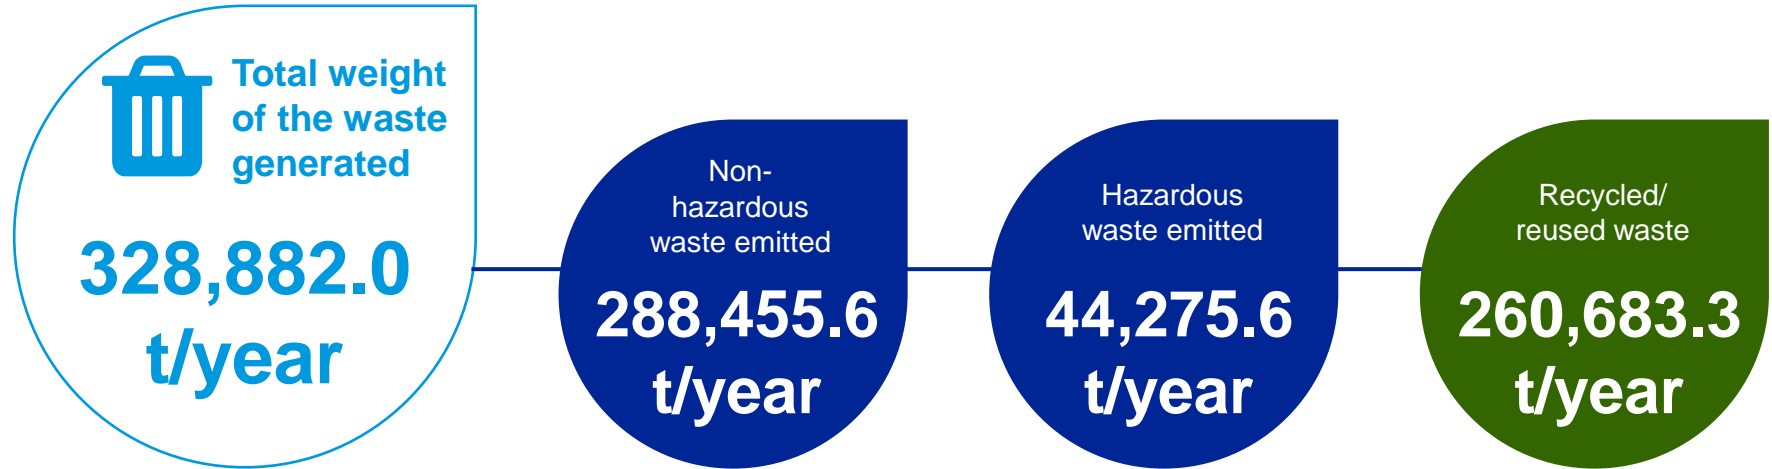 Total weight
of the waste
generated
328,882.0
t/year
Non-
hazardous
waste emitted
288,455.6
t/year
Hazardous
waste emitted
44,275.6
t/year
Recycled/
reused waste
260,683.3
t/year